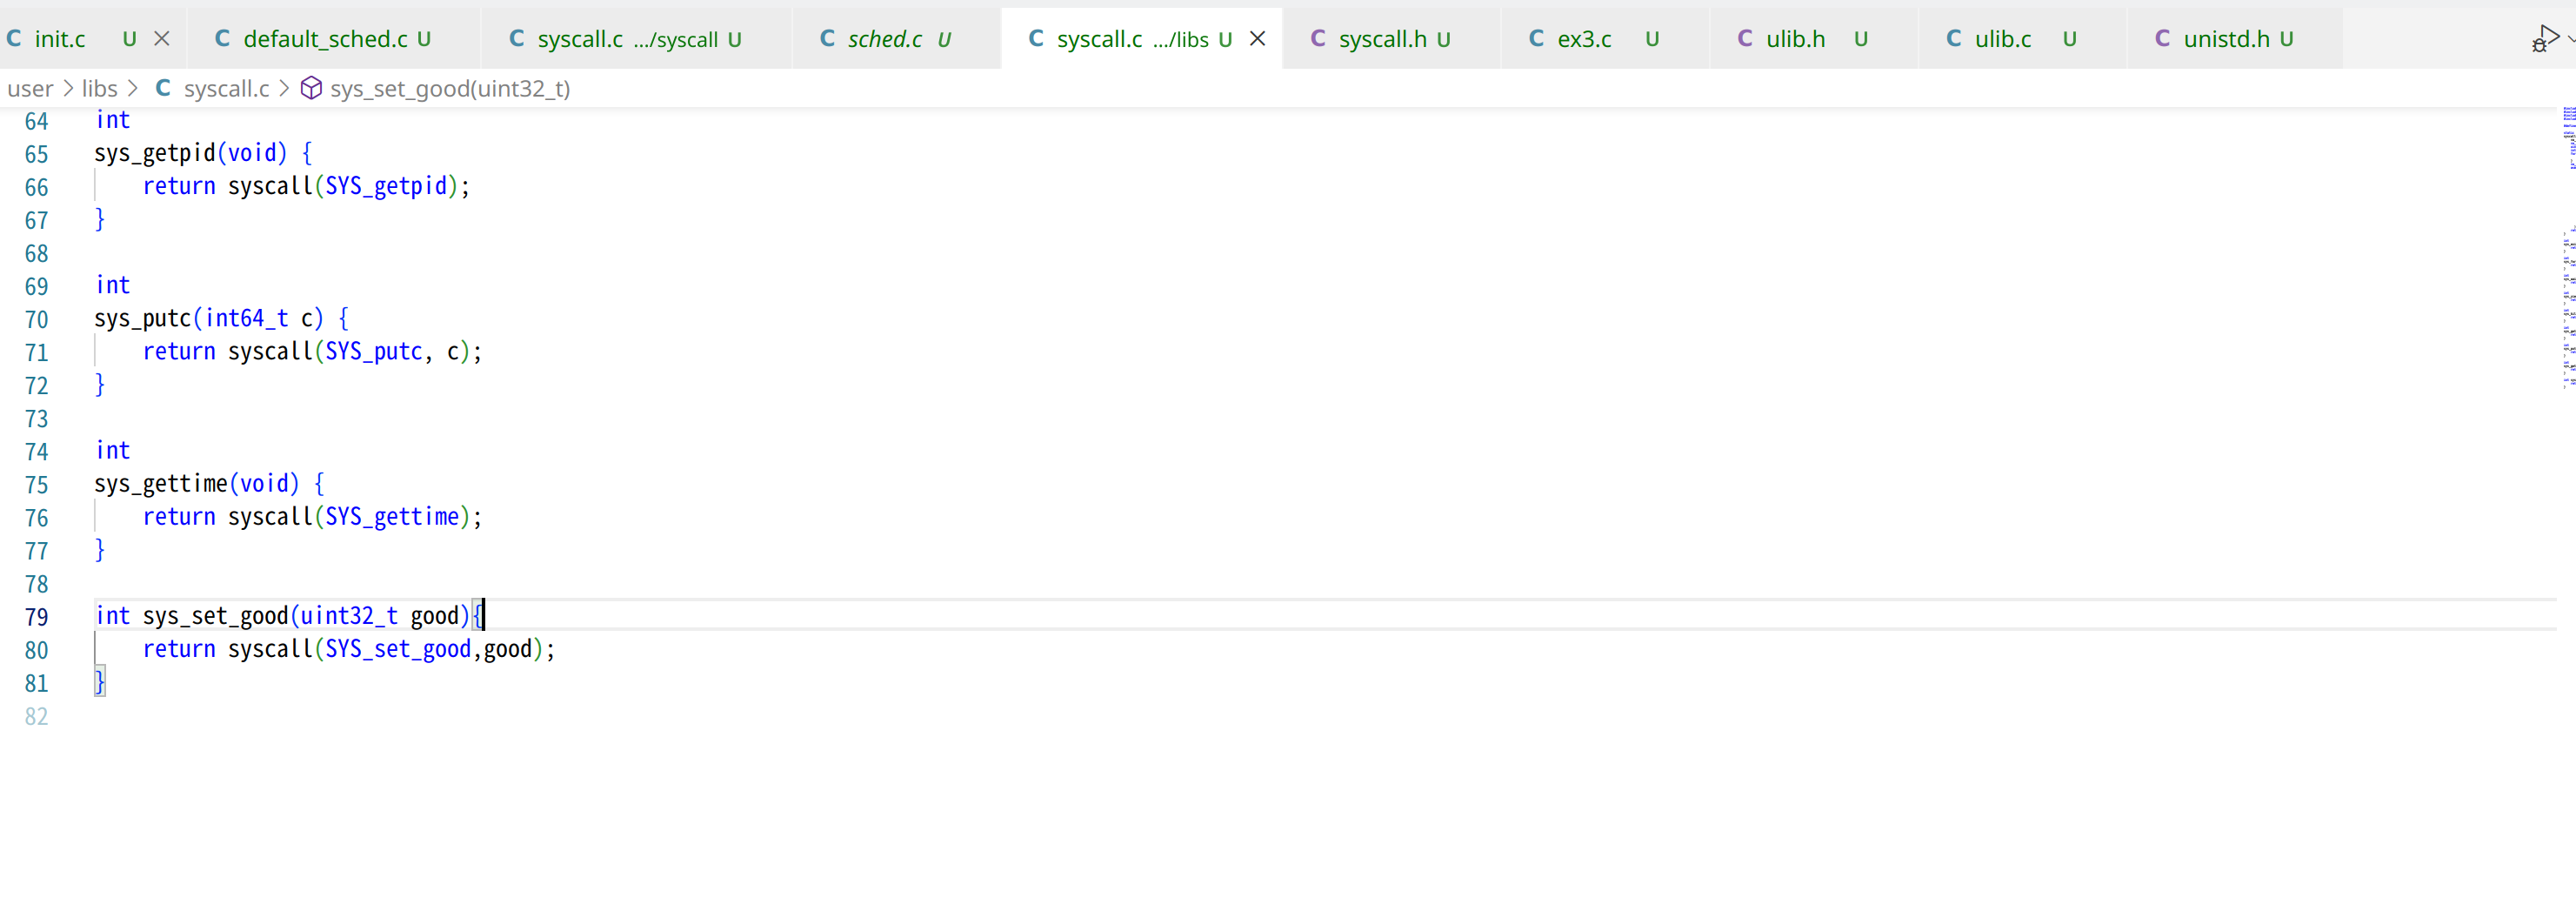 C init.c U × C default_sched.c U C syscall.c .../syscall U C sched.c U C syscall.c .../libs U × C syscall.h U C ex3.c U C ulib.h U C ulib.c U C unistd.h U
user > libs > C syscall.c > sys_set_good(uint32_t)
64 int
65 sys_getpid(void) {
66     return syscall(SYS_getpid);
67 }
68
69 int
70 sys_putc(int64_t c) {
71     return syscall(SYS_putc, c);
72 }
73
74 int
75 sys_gettime(void) {
76     return syscall(SYS_gettime);
77 }
78
79 int sys_set_good(uint32_t good){
80     return syscall(SYS_set_good,good);
81 }
82